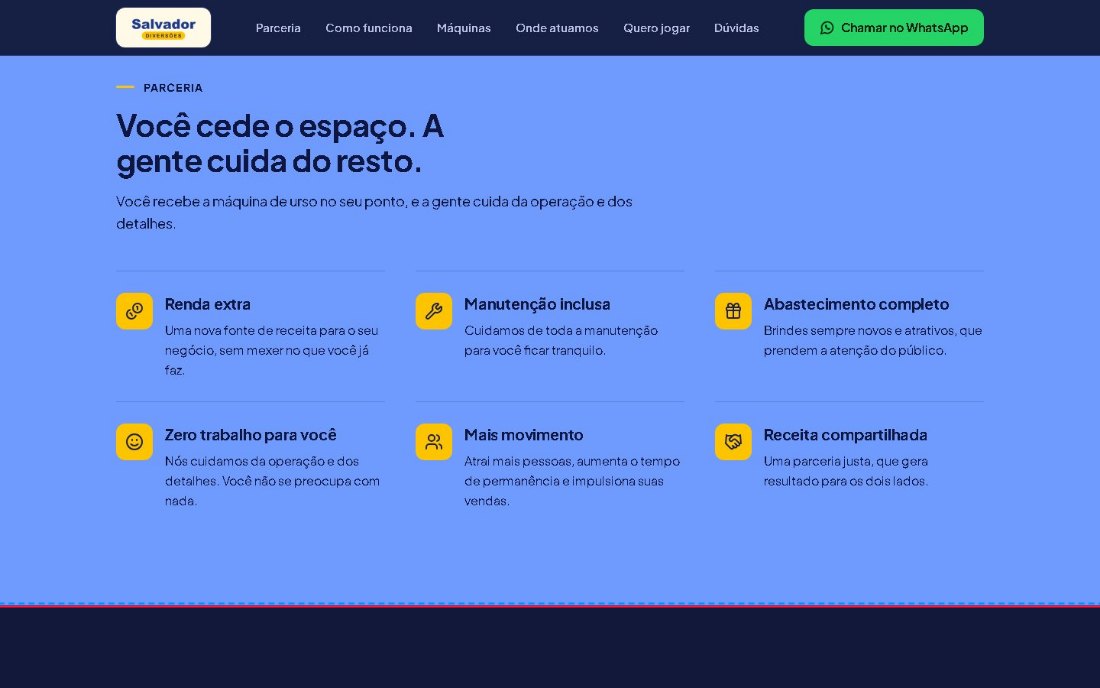 Salvador
DIVERSÕES
Parceria
Como funciona
Máquinas
Onde atuamos
Quero jogar
Dúvidas
Chamar no WhatsApp
PARCERIA
Você cede o espaço. A
gente cuida do resto.
Você recebe a máquina de urso no seu ponto, e a gente cuida da operação e dos
detalhes.
Renda extra
Uma nova fonte de receita para o seu
negócio, sem mexer no que você já
faz.
Manutenção inclusa
Cuidamos de toda a manutenção
para você ficar tranquilo.
Abastecimento completo
Brindes sempre novos e atrativos, que
prendem a atenção do público.
Zero trabalho para você
Nós cuidamos da operação e dos
detalhes. Você não se preocupa com
nada.
Mais movimento
Atrai mais pessoas, aumenta o tempo
de permanência e impulsiona suas
vendas.
Receita compartilhada
Uma parceria justa, que gera
resultado para os dois lados.